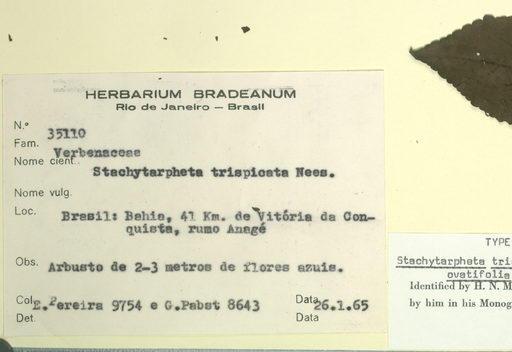 HERBARIUM BRADEANUM
Rio de Janeiro — Brasil
N.º 35110
Fam. Verbenaceae
Nome cient. Stachytarpheta trispicata Nees.
Nome vulg.
Loc. Brasil: Bahia, 41 Km. de Vitória da Con-
quista, rumo Anagé
Obs. Arbusto de 2-3 metros de flores azuis.
Col. E.Pereira 9754 e G.Pabst 8643 Data 26.1.65
Det. Data
TYPE
Stachytarpheta tris
ovatifolia
Identified by H. N. M
by him in his Monog